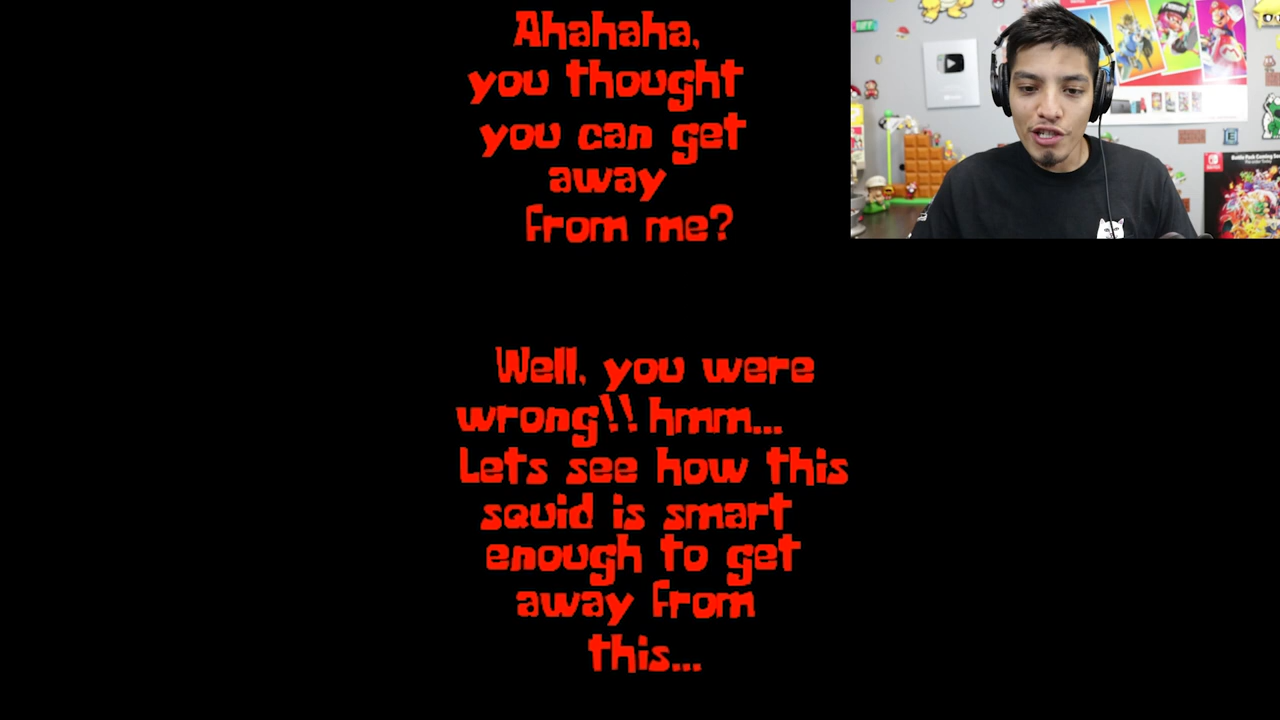 Ahahaha,
you thought
you can get
away
from me?
Well, you were
wrong!! hmm...
Lets see how this
squid is smart
enough to get
away from
this...